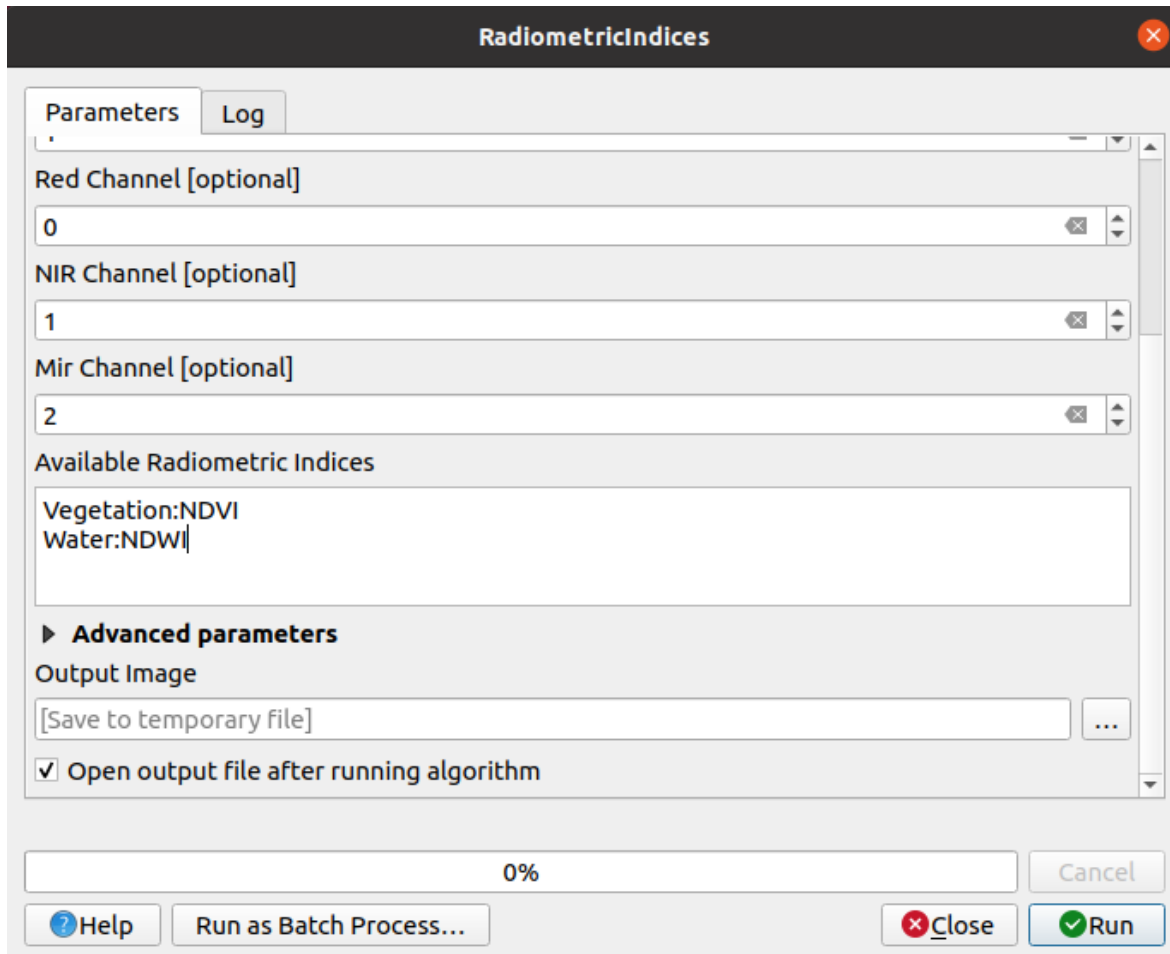 RadiometricIndices
Parameters
Log
Red Channel [optional]
0
NIR Channel [optional]
1
Mir Channel [optional]
2
Available Radiometric Indices
Vegetation:NDVI
Water:NDWI
Advanced parameters
Output Image
[Save to temporary file]
...
Open output file after running algorithm
0%
Cancel
Help
Run as Batch Process...
Close
Run